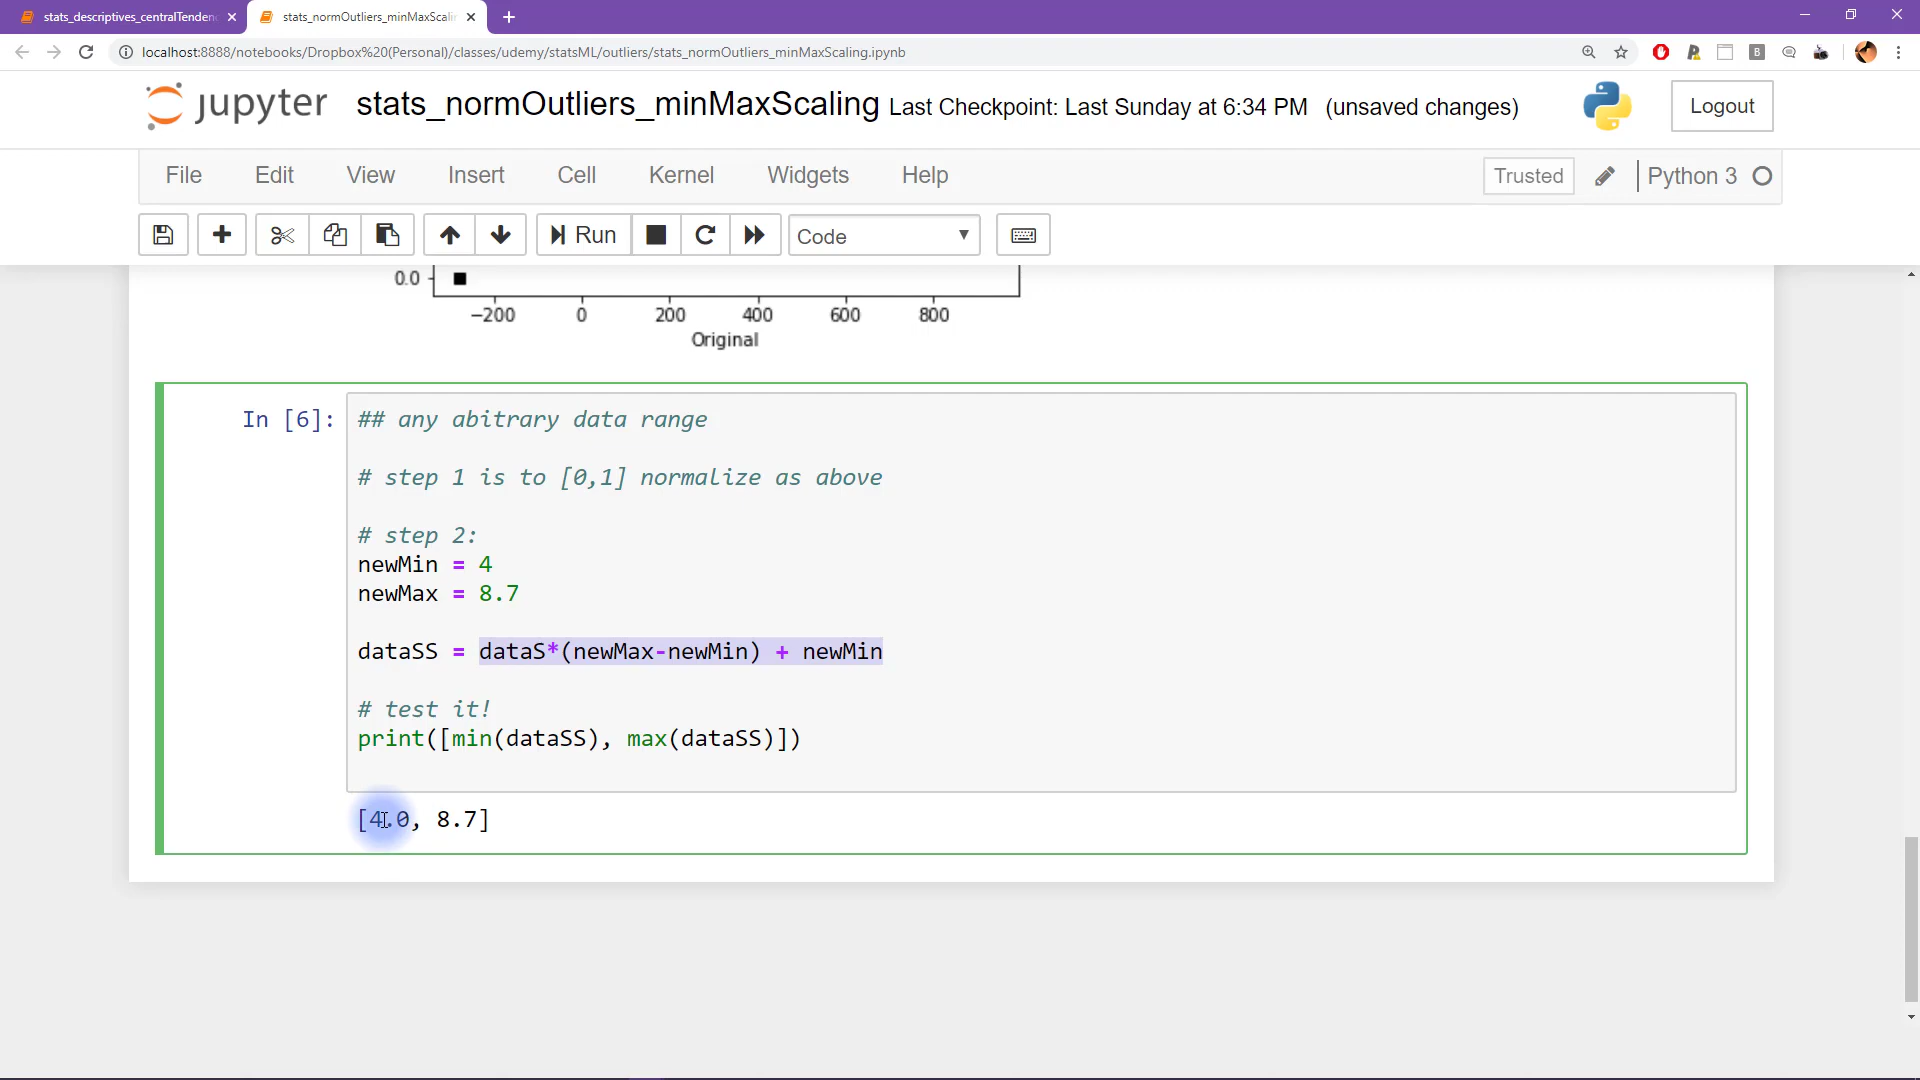 stats_descriptives_centralTenden
stats_normOutliers_minMaxScalin
localhost:8888/notebooks/Dropbox%20(Personal)/classes/udemy/statsML/outliers/stats_normOutliers_minMaxScaling.ipynb
jupyter stats_normOutliers_minMaxScaling Last Checkpoint: Last Sunday at 6:34 PM (unsaved changes) Logout
File Edit View Insert Cell Kernel Widgets Help Trusted Python 3
Run Code
0.0
−200 0 200 400 600 800
Original
In [6]:
## any abitrary data range
# step 1 is to [0,1] normalize as above
# step 2:
newMin = 4
newMax = 8.7
dataSS = dataS*(newMax-newMin) + newMin
# test it!
print([min(dataSS), max(dataSS)])
[4.0, 8.7]